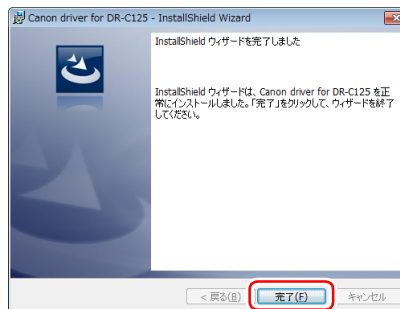 Canon driver for DR-C125 - InstallShield Wizard
InstallShield ウィザードを完了しました
InstallShield ウィザードは、Canon driver for DR-C125 を正
常にインストールしました。「完了」をクリックして、ウィザードを終了
してください。
< 戻る(B)
完了(F)
キャンセル